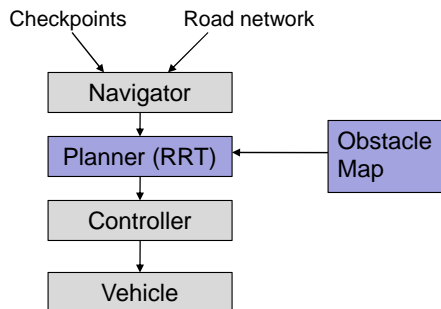 Checkpoints
Road network
Navigator
Planner (RRT)
Obstacle
Map
Controller
Vehicle